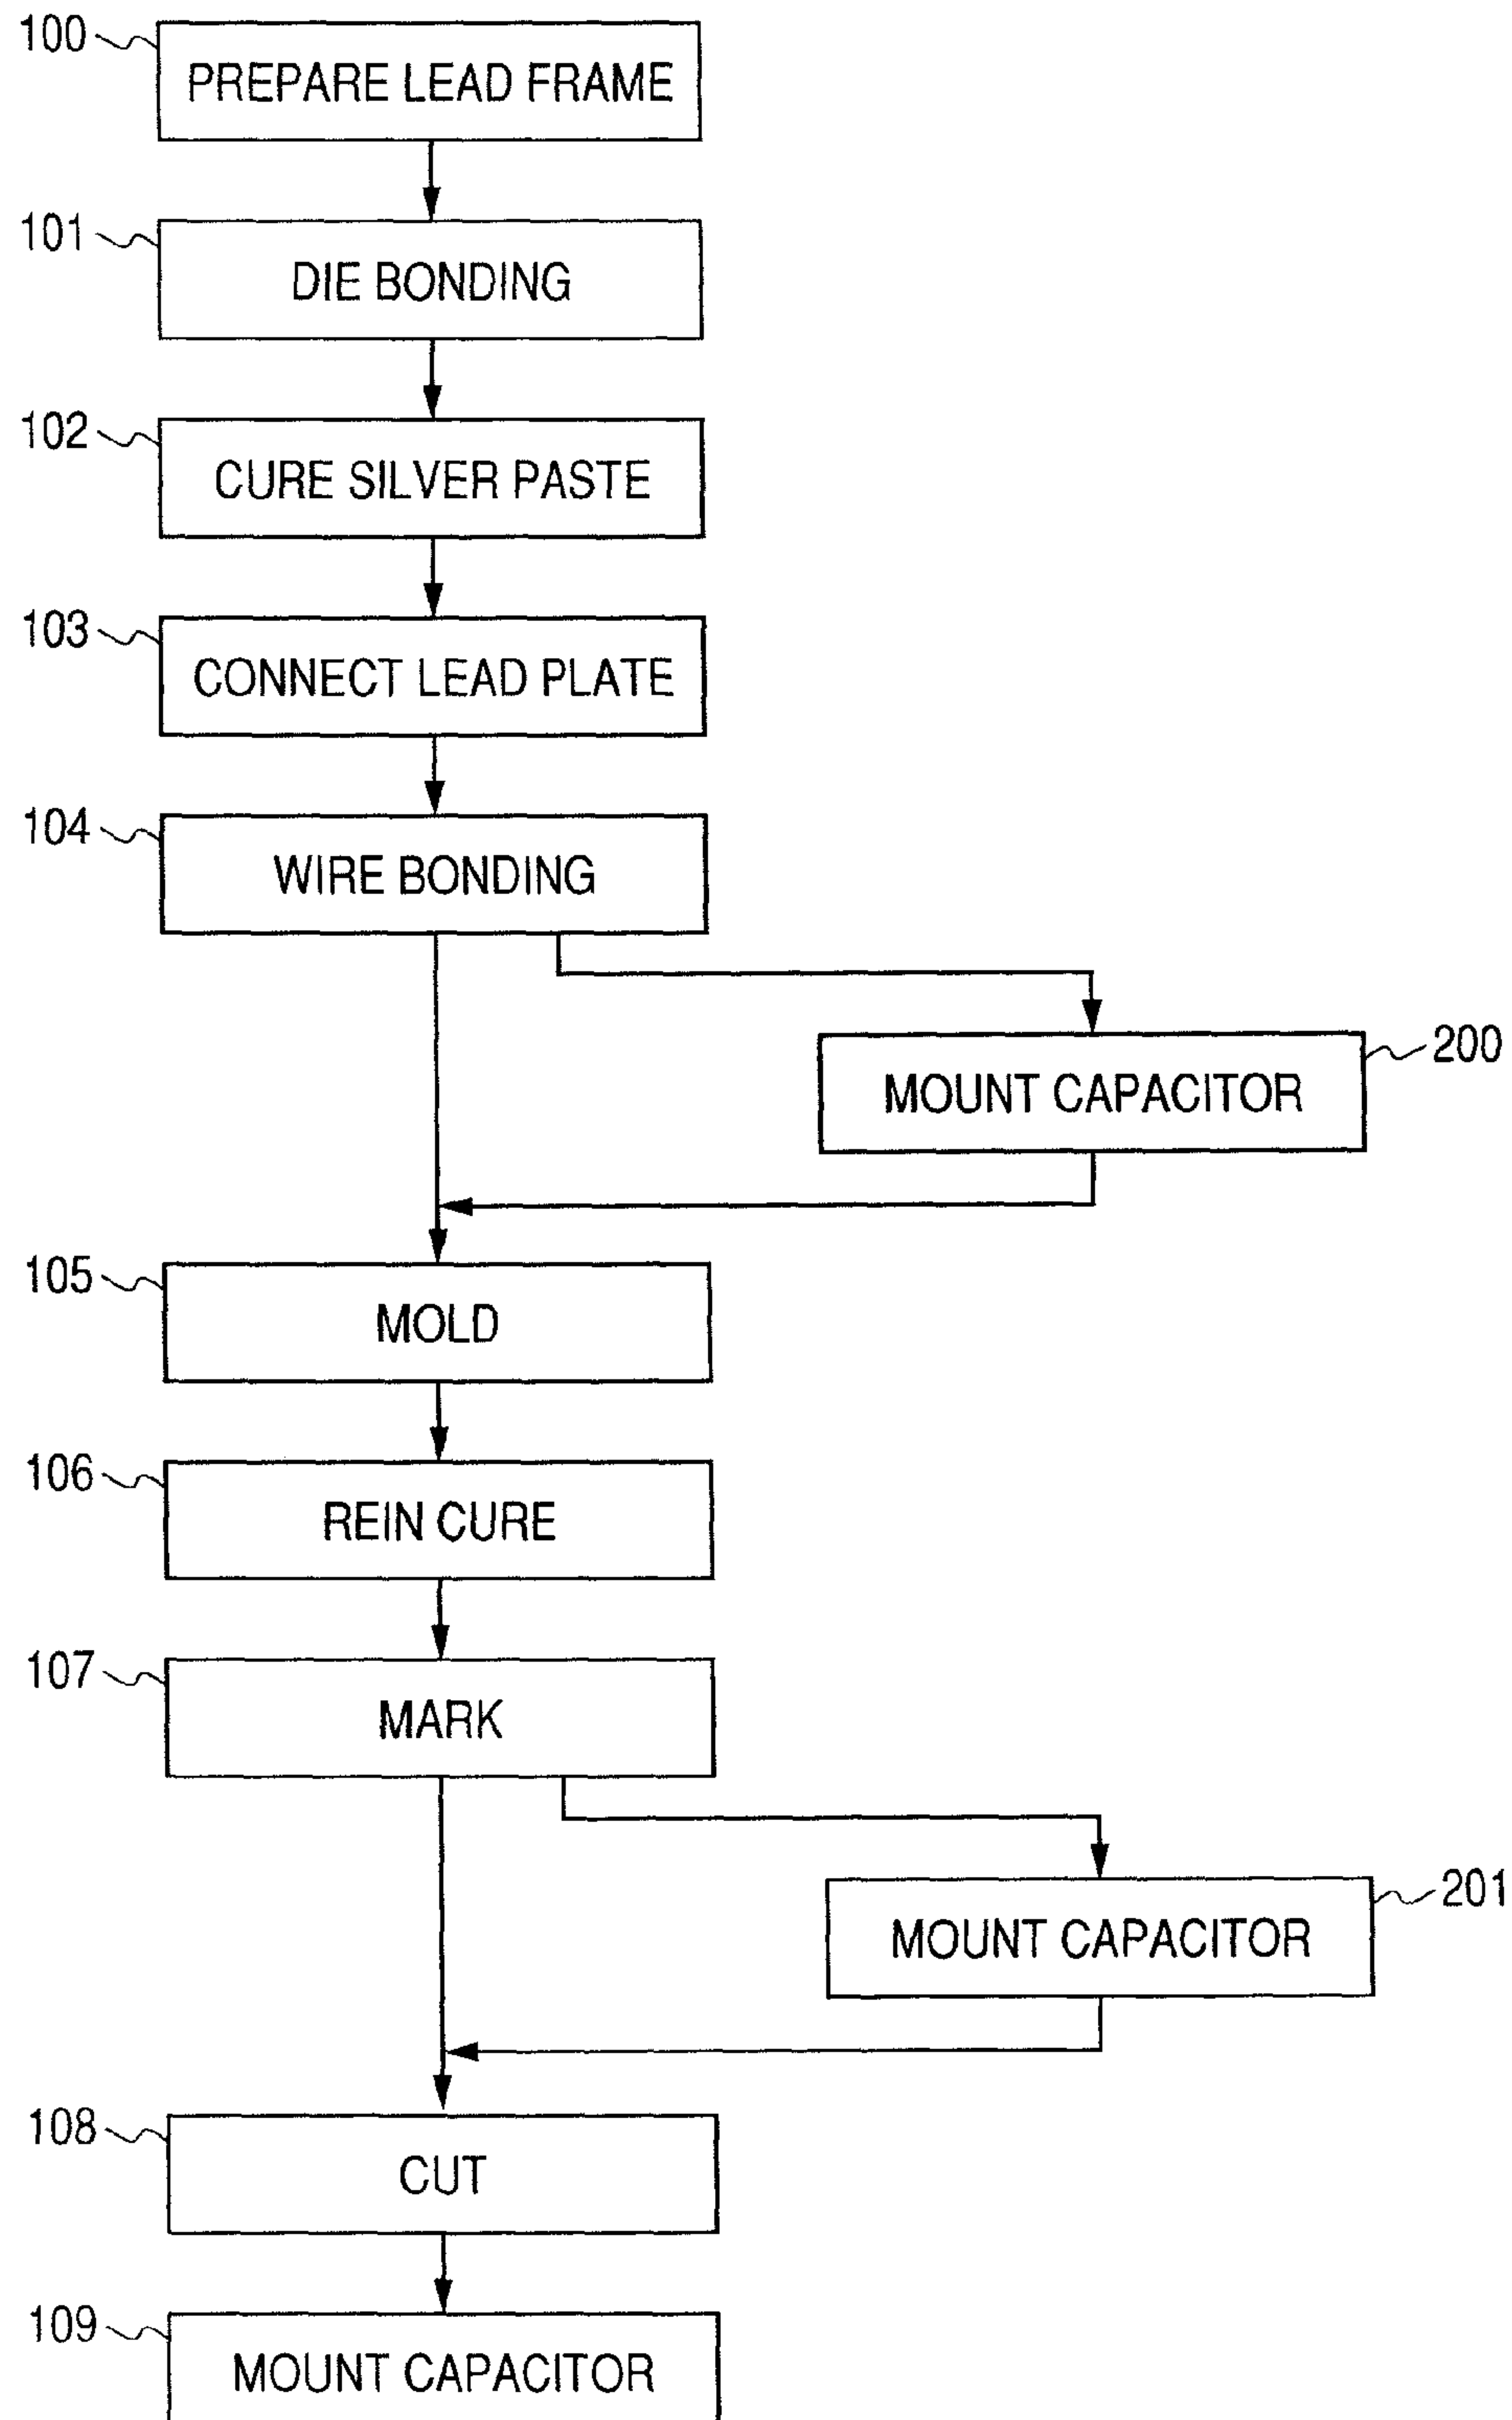 100
PREPARE LEAD FRAME
101
DIE BONDING
102
CURE SILVER PASTE
103
CONNECT LEAD PLATE
104
WIRE BONDING
200
MOUNT CAPACITOR
105
MOLD
106
REIN CURE
107
MARK
201
MOUNT CAPACITOR
108
CUT
109
MOUNT CAPACITOR